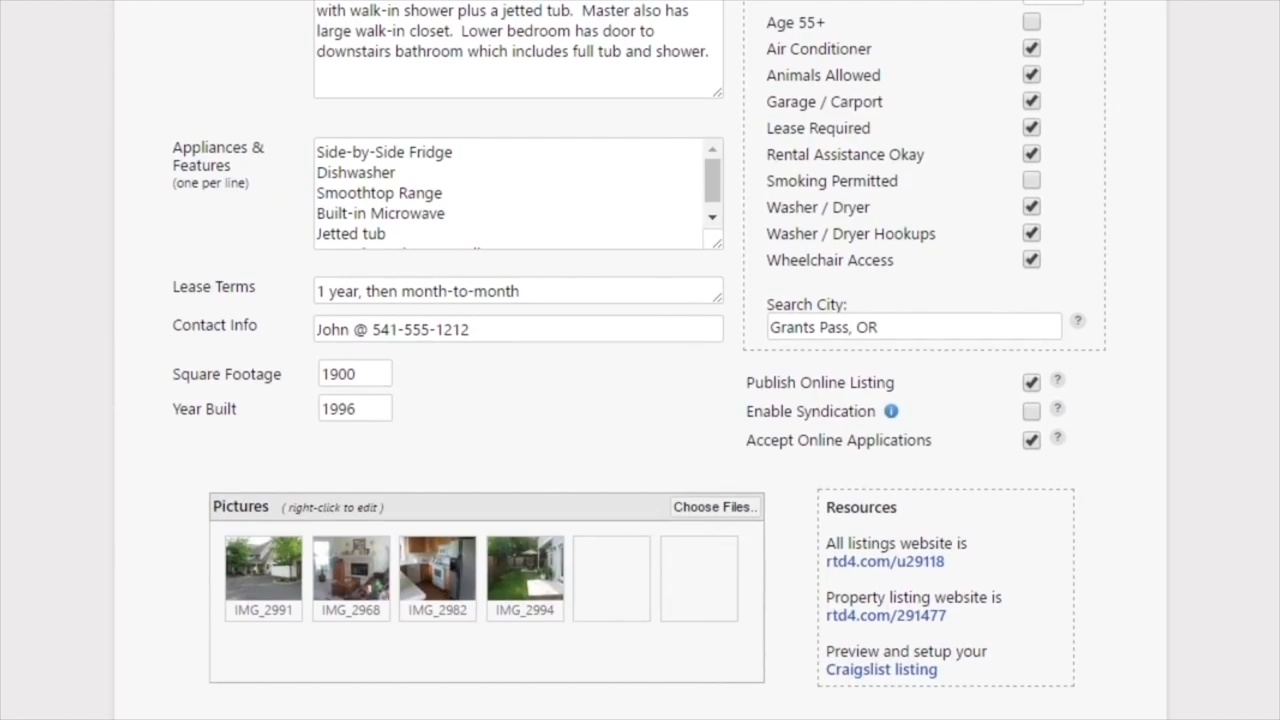 with walk-in shower plus a jetted tub.  Master also has
large walk-in closet.  Lower bedroom has door to
downstairs bathroom which includes full tub and shower.
Appliances &
Features
(one per line)
Side-by-Side Fridge
Dishwasher
Smoothtop Range
Built-in Microwave
Jetted tub
Lease Terms
1 year, then month-to-month
Contact Info
John @ 541-555-1212
Square Footage
1900
Year Built
1996
Age 55+
Air Conditioner
Animals Allowed
Garage / Carport
Lease Required
Rental Assistance Okay
Smoking Permitted
Washer / Dryer
Washer / Dryer Hookups
Wheelchair Access
Search City:
Grants Pass, OR
?
Publish Online Listing ?
Enable Syndication i ?
Accept Online Applications ?
Pictures ( right-click to edit ) Choose Files..
IMG_2991 IMG_2968 IMG_2982 IMG_2994
Resources
All listings website is
rtd4.com/u29118
Property listing website is
rtd4.com/291477
Preview and setup your
Craigslist listing